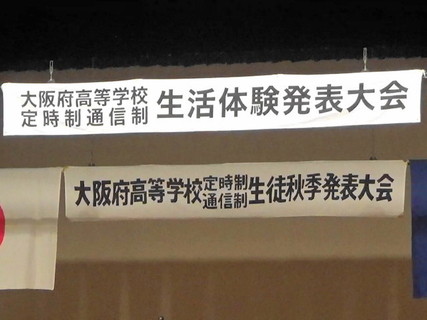 大阪府高等学校
定時制通信制
生活体験発表大会
大阪府高等学校定時制通信制生徒秋季発表大会